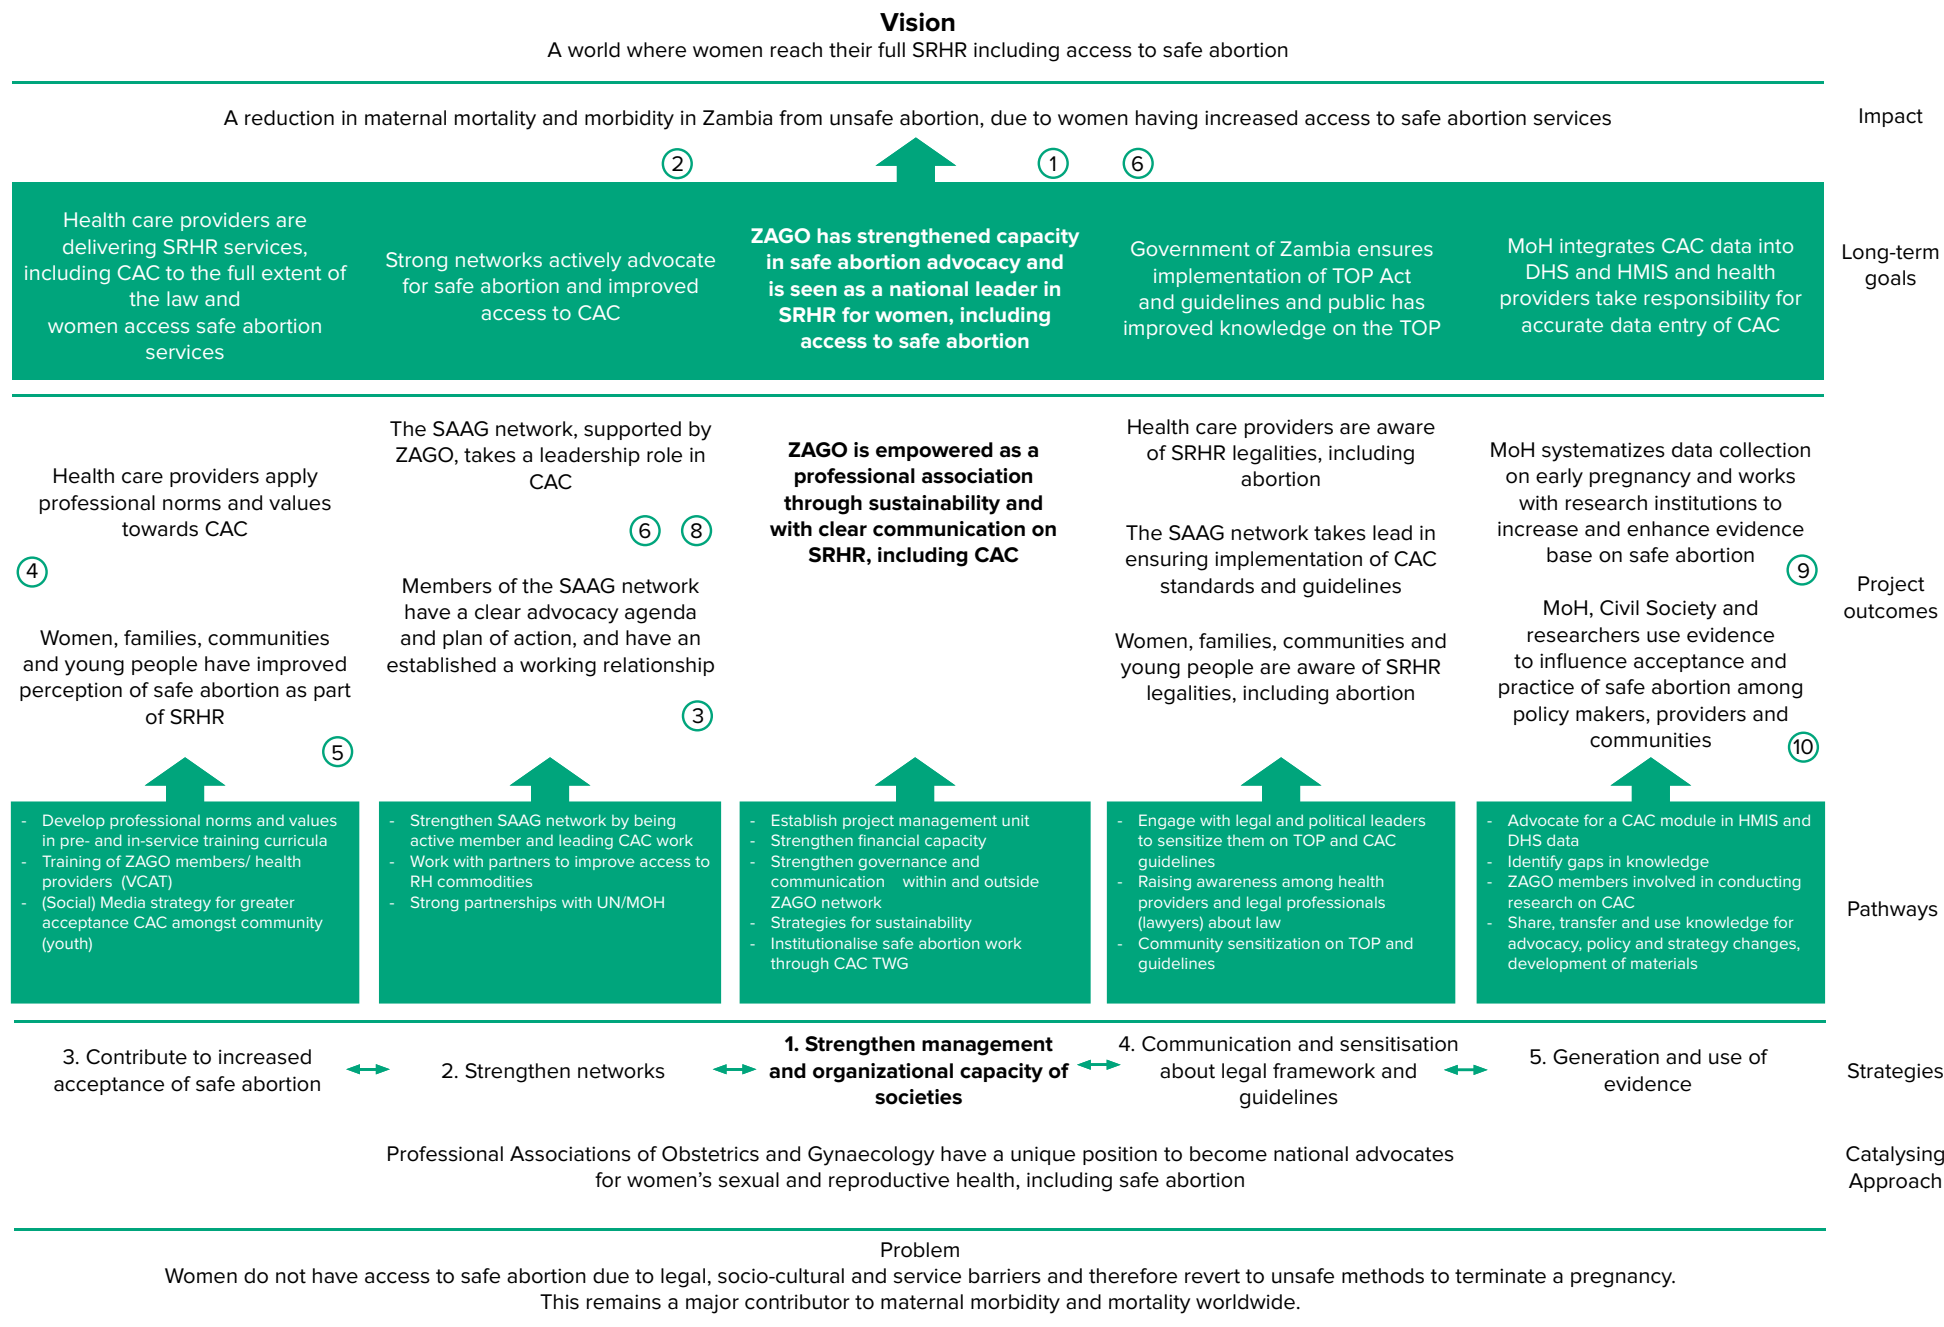 Vision
A world where women reach their full SRHR including access to safe abortion
A reduction in maternal mortality and morbidity in Zambia from unsafe abortion, due to women having increased access to safe abortion services
Impact
2
1
6
Health care providers are
delivering SRHR services,
including CAC to the full extent of
the law and
women access safe abortion
services
Strong networks actively advocate
for safe abortion and improved
access to CAC
ZAGO has strengthened capacity
in safe abortion advocacy and
is seen as a national leader in
SRHR for women, including
access to safe abortion
Government of Zambia ensures
implementation of TOP Act
and guidelines and public has
improved knowledge on the TOP
MoH integrates CAC data into
DHS and HMIS and health
providers take responsibility for
accurate data entry of CAC
Long-term
goals
Health care providers apply
professional norms and values
towards CAC
4
Women, families, communities
and young people have improved
perception of safe abortion as part
of SRHR
5
The SAAG network, supported by
ZAGO, takes a leadership role in
CAC
6
8
Members of the SAAG network
have a clear advocacy agenda
and plan of action, and have an
established a working relationship
3
ZAGO is empowered as a
professional association
through sustainability and
with clear communication on
SRHR, including CAC
Health care providers are aware
of SRHR legalities, including
abortion
The SAAG network takes lead in
ensuring implementation of CAC
standards and guidelines
Women, families, communities and
young people are aware of SRHR
legalities, including abortion
MoH systematizes data collection
on early pregnancy and works
with research institutions to
increase and enhance evidence
base on safe abortion
9
MoH, Civil Society and
researchers use evidence
to influence acceptance and
practice of safe abortion among
policy makers, providers and
communities
10
Project
outcomes
- Develop professional norms and values
in pre- and in-service training curricula
- Training of ZAGO members/ health
providers (VCAT)
- (Social) Media strategy for greater
acceptance CAC amongst community
(youth)
- Strengthen SAAG network by being
active member and leading CAC work
- Work with partners to improve access to
RH commodities
- Strong partnerships with UN/MOH
- Establish project management unit
- Strengthen financial capacity
- Strengthen governance and
communication within and outside
ZAGO network
- Strategies for sustainability
- Institutionalise safe abortion work
through CAC TWG
- Engage with legal and political leaders
to sensitize them on TOP and CAC
guidelines
- Raising awareness among health
providers and legal professionals
(lawyers) about law
- Community sensitization on TOP and
guidelines
- Advocate for a CAC module in HMIS and
DHS data
- Identify gaps in knowledge
- ZAGO members involved in conducting
research on CAC
- Share, transfer and use knowledge for
advocacy, policy and strategy changes,
development of materials
Pathways
3. Contribute to increased
acceptance of safe abortion
2. Strengthen networks
1. Strengthen management
and organizational capacity of
societies
4. Communication and sensitisation
about legal framework and
guidelines
5. Generation and use of
evidence
Strategies
Professional Associations of Obstetrics and Gynaecology have a unique position to become national advocates
for women's sexual and reproductive health, including safe abortion
Catalysing
Approach
Problem
Women do not have access to safe abortion due to legal, socio-cultural and service barriers and therefore revert to unsafe methods to terminate a pregnancy.
This remains a major contributor to maternal morbidity and mortality worldwide.